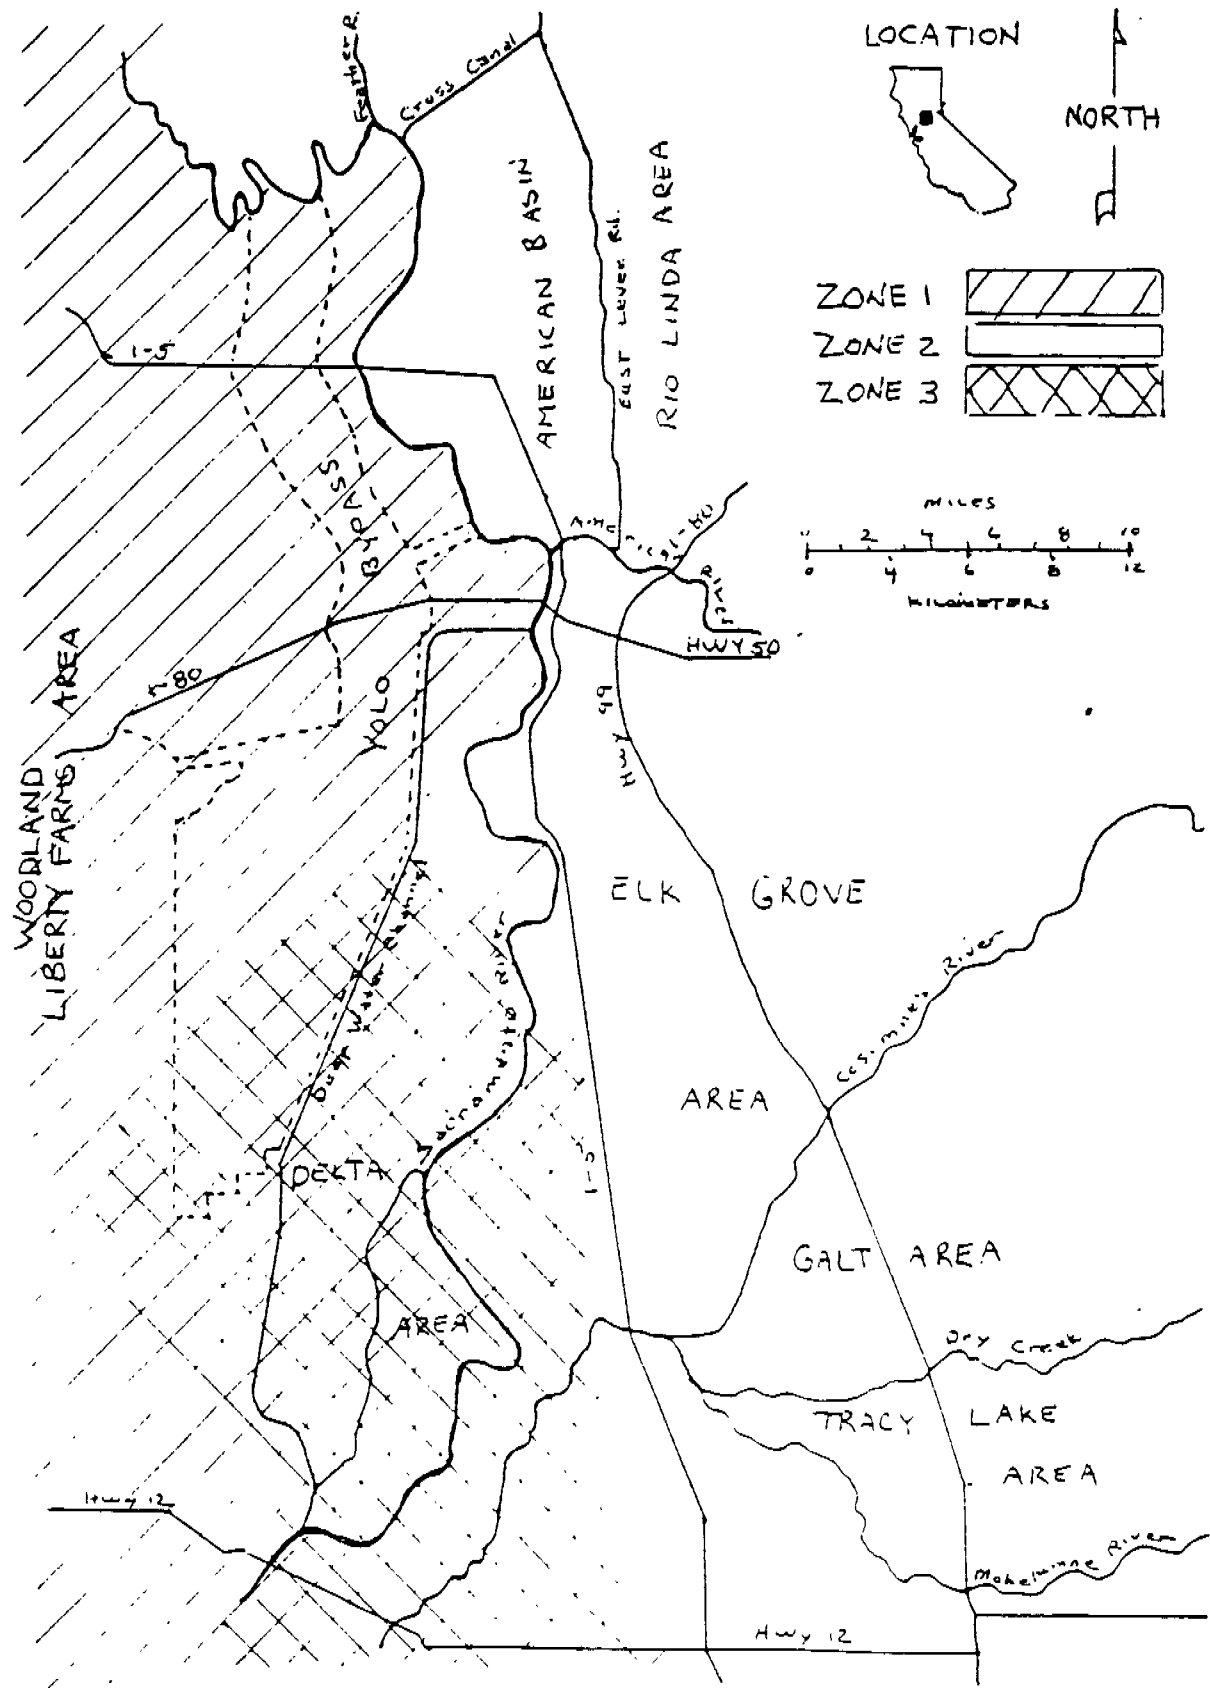 LOCATION
NORTH
ZONE 1
ZONE 2
ZONE 3
MILES
2 4 6 8 10
0 4 6 8 12
KILOMETERS
Feather R.
Cross Canal
AMERICAN BASIN
EAST Levee Rd.
RIO LINDA AREA
I-5
BYPASS
YOLO
I-80
I-80
River
HWY 50
HWY 99
WOODLAND
LIBERTY FARMS AREA
ELK GROVE
AREA
Deep Water Channel
Sacramento River
Cosumnes River
I-5
DELTA
AREA
GALT AREA
Dry Creek
TRACY LAKE
AREA
Hwy 12
Mokelumne River
Hwy 12